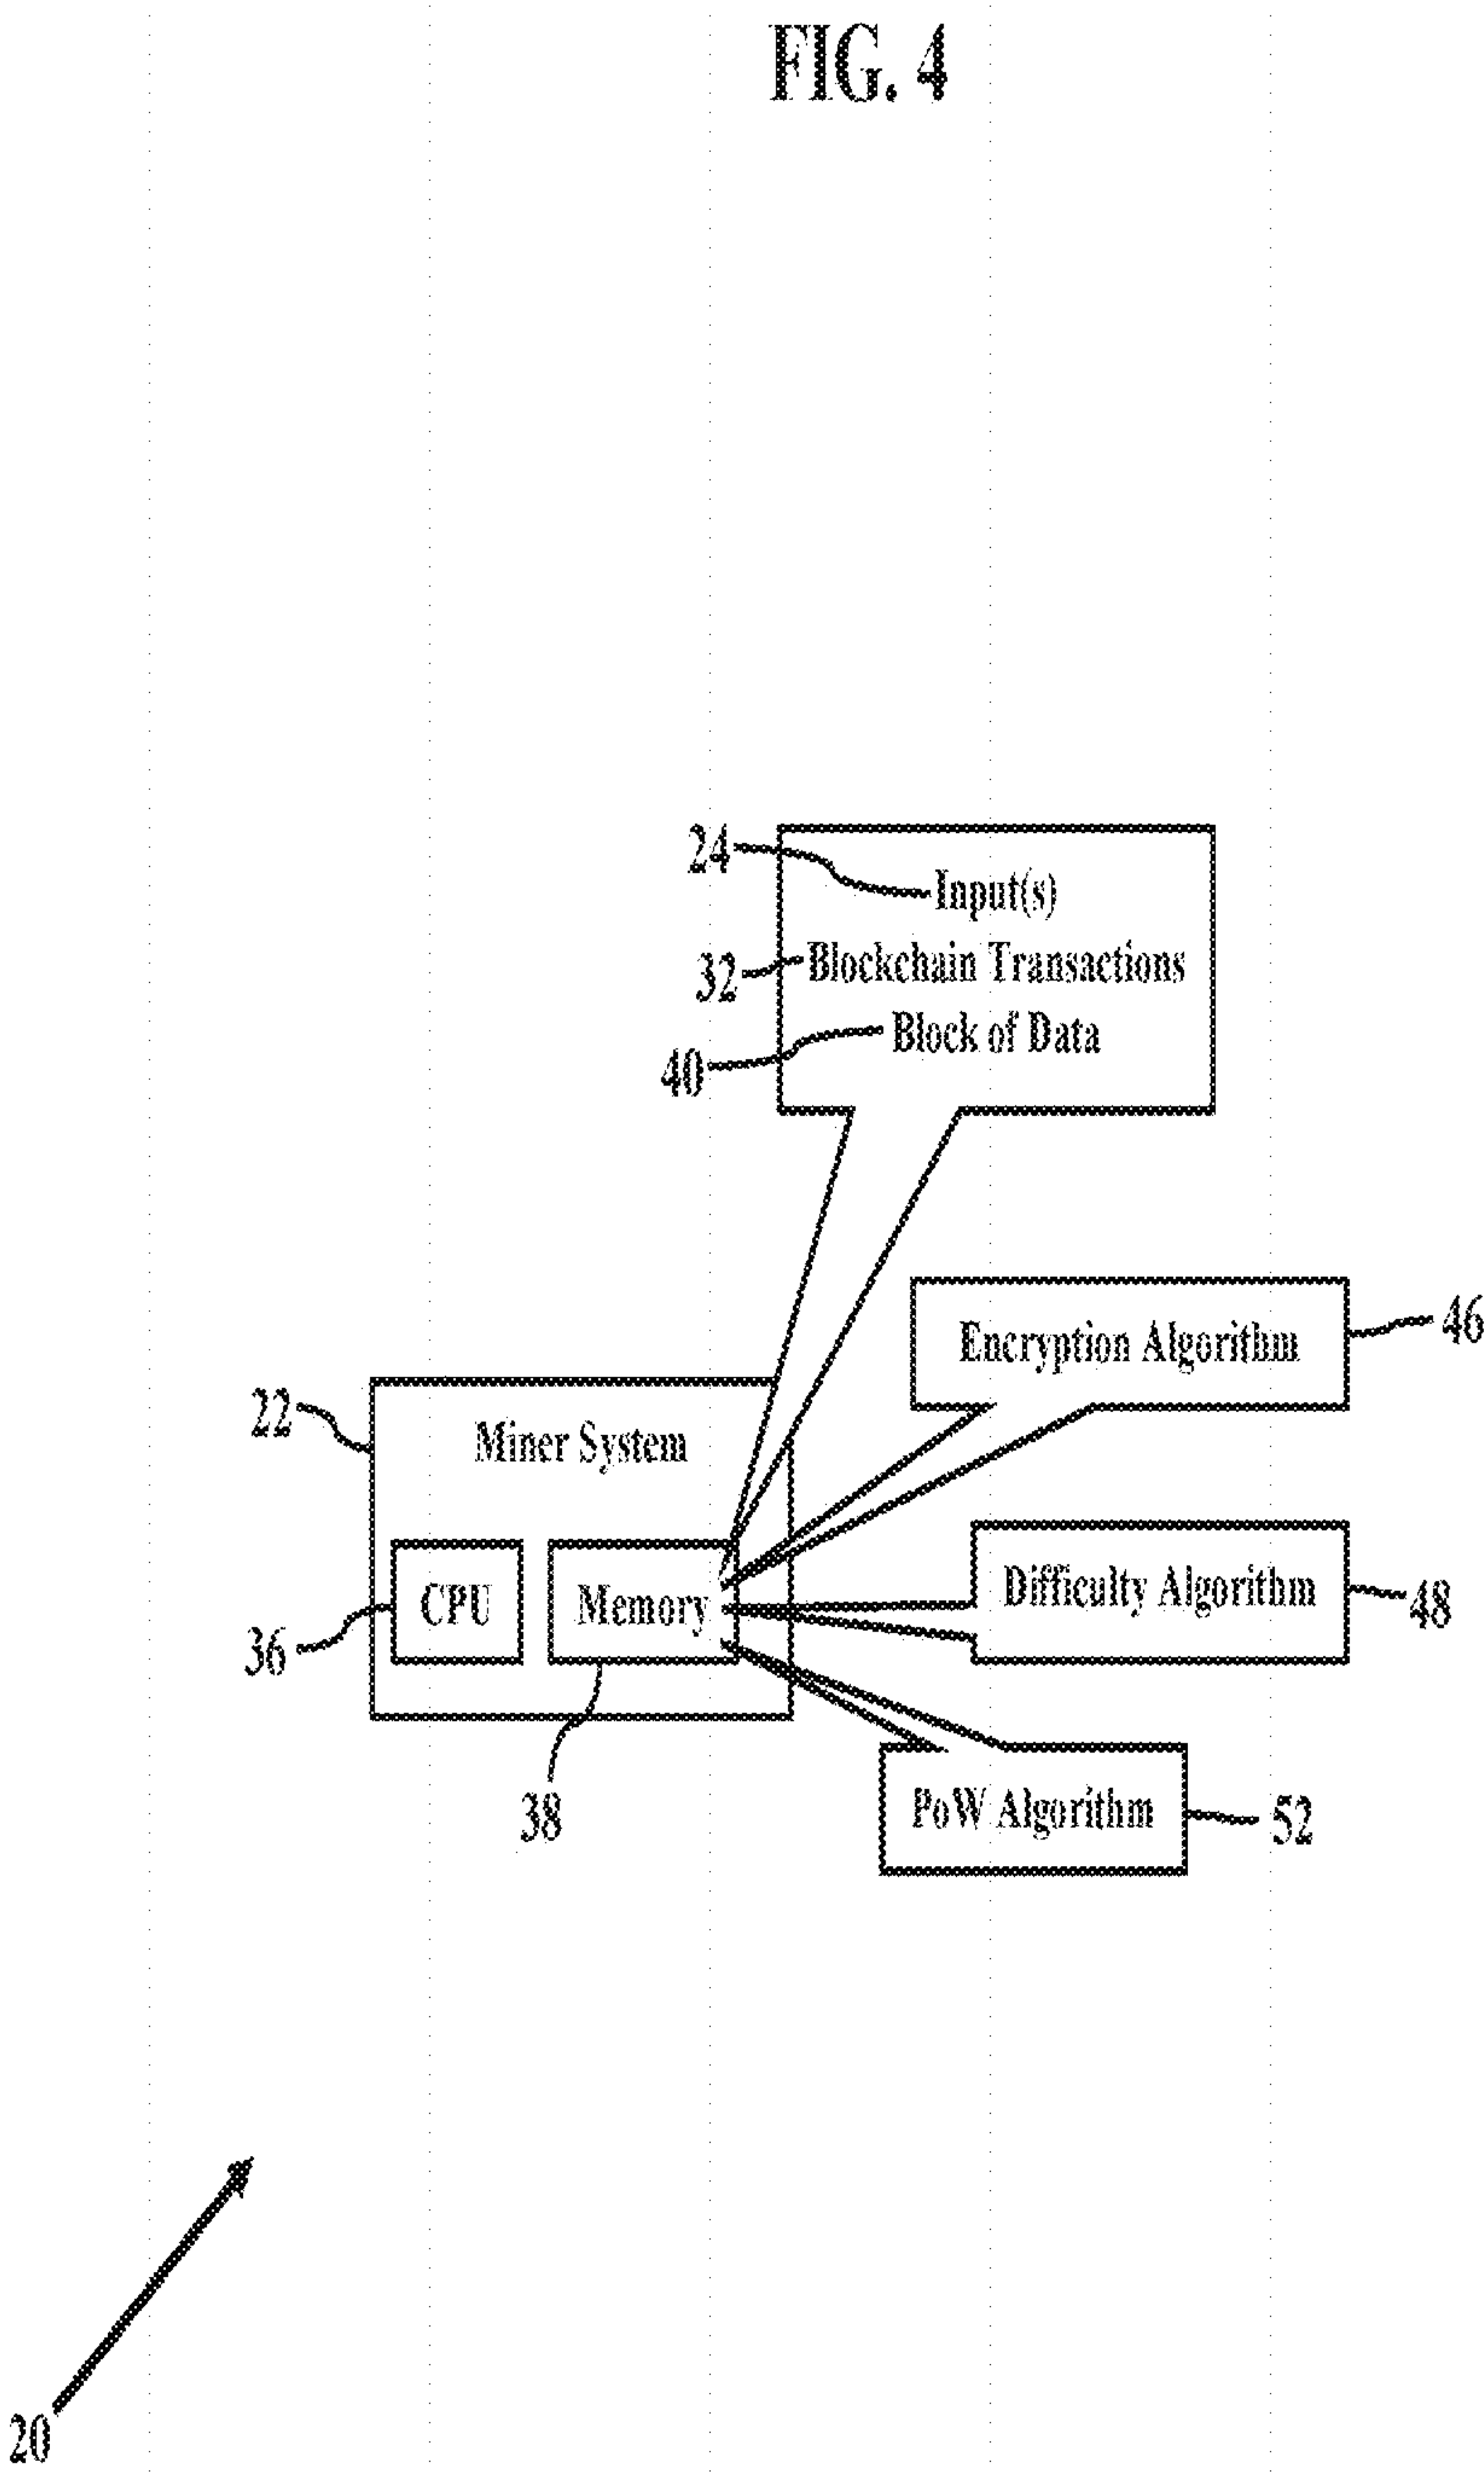 FIG. 4
24
Input(s)
32
Blockchain Transactions
40
Block of Data
Encryption Algorithm
46
22
Miner System
CPU
Memory
36
Difficulty Algorithm
48
38
PoW Algorithm
52
20